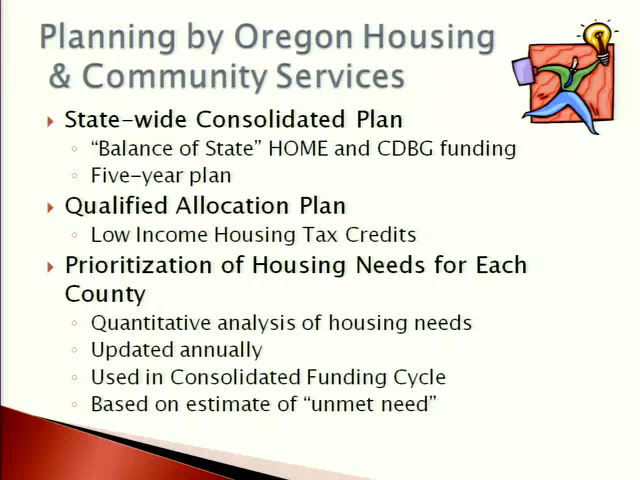 Planning by Oregon Housing
& Community Services
State-wide Consolidated Plan
“Balance of State” HOME and CDBG funding
Five-year plan
Qualified Allocation Plan
Low Income Housing Tax Credits
Prioritization of Housing Needs for Each
County
Quantitative analysis of housing needs
Updated annually
Used in Consolidated Funding Cycle
Based on estimate of “unmet need”